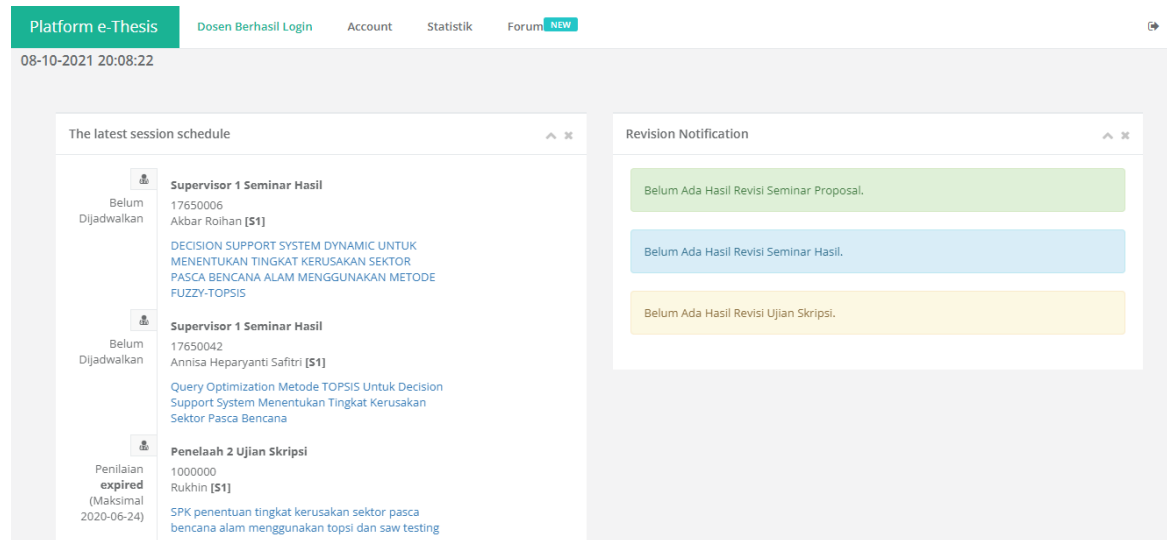 Platform e-Thesis
Dosen Berhasil Login
Account
Statistik
Forum NEW
08-10-2021 20:08:22
The latest session schedule
Belum
Dijadwalkan
Supervisor 1 Seminar Hasil
17650006
Akbar Roihan [S1]
DECISION SUPPORT SYSTEM DYNAMIC UNTUK
MENENTUKAN TINGKAT KERUSAKAN SEKTOR
PASCA BENCANA ALAM MENGGUNAKAN METODE
FUZZY-TOPSIS
Belum
Dijadwalkan
Supervisor 1 Seminar Hasil
17650042
Annisa Heparyanti Safitri [S1]
Query Optimization Metode TOPSIS Untuk Decision
Support System Menentukan Tingkat Kerusakan
Sektor Pasca Bencana
Penilaian
expired
(Maksimal
2020-06-24)
Penelaah 2 Ujian Skripsi
1000000
Rukhin [S1]
SPK penentuan tingkat kerusakan sektor pasca
bencana alam menggunakan topsi dan saw testing
Revision Notification
Belum Ada Hasil Revisi Seminar Proposal.
Belum Ada Hasil Revisi Seminar Hasil.
Belum Ada Hasil Revisi Ujian Skripsi.